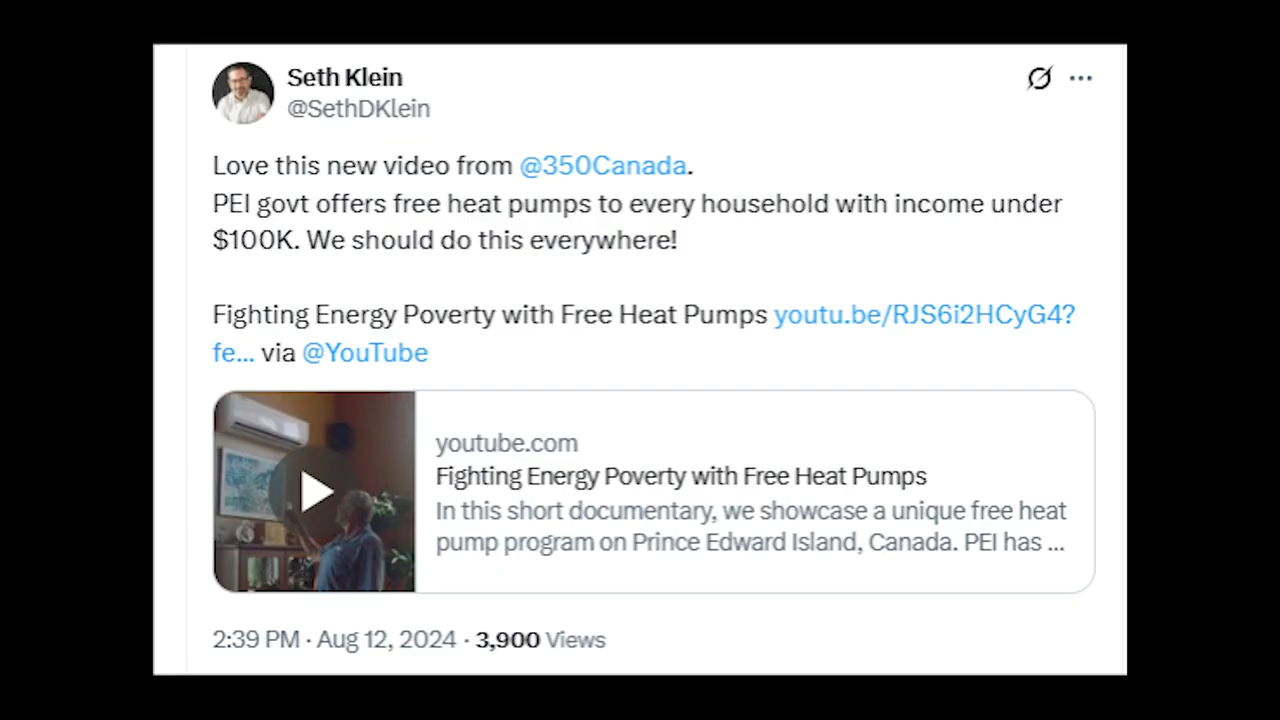 Seth Klein
@SethDKlein
Love this new video from @350Canada.
PEI govt offers free heat pumps to every household with income under
$100K. We should do this everywhere!
Fighting Energy Poverty with Free Heat Pumps youtu.be/RJS6i2HCyG4?
fe... via @YouTube
youtube.com
Fighting Energy Poverty with Free Heat Pumps
In this short documentary, we showcase a unique free heat
pump program on Prince Edward Island, Canada. PEI has ...
2:39 PM · Aug 12, 2024 · 3,900 Views